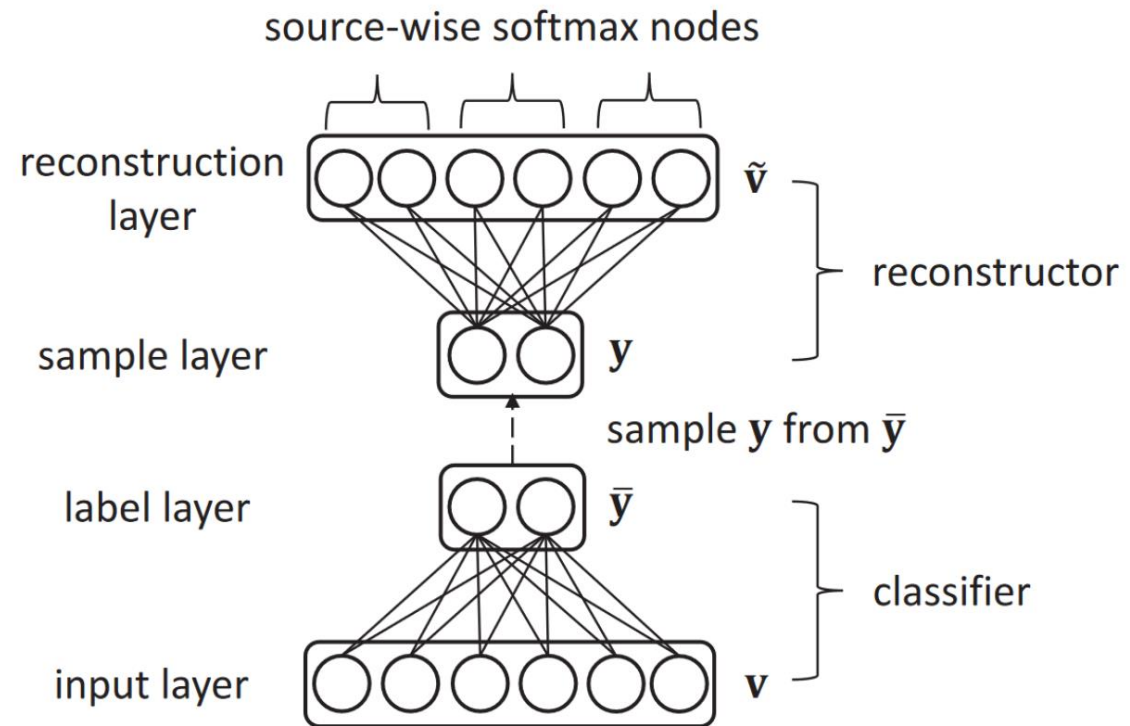 source-wise softmax nodes
reconstruction
layer
ṽ
reconstructor
sample layer
y
sample y from ȳ
label layer
ȳ
classifier
input layer
v